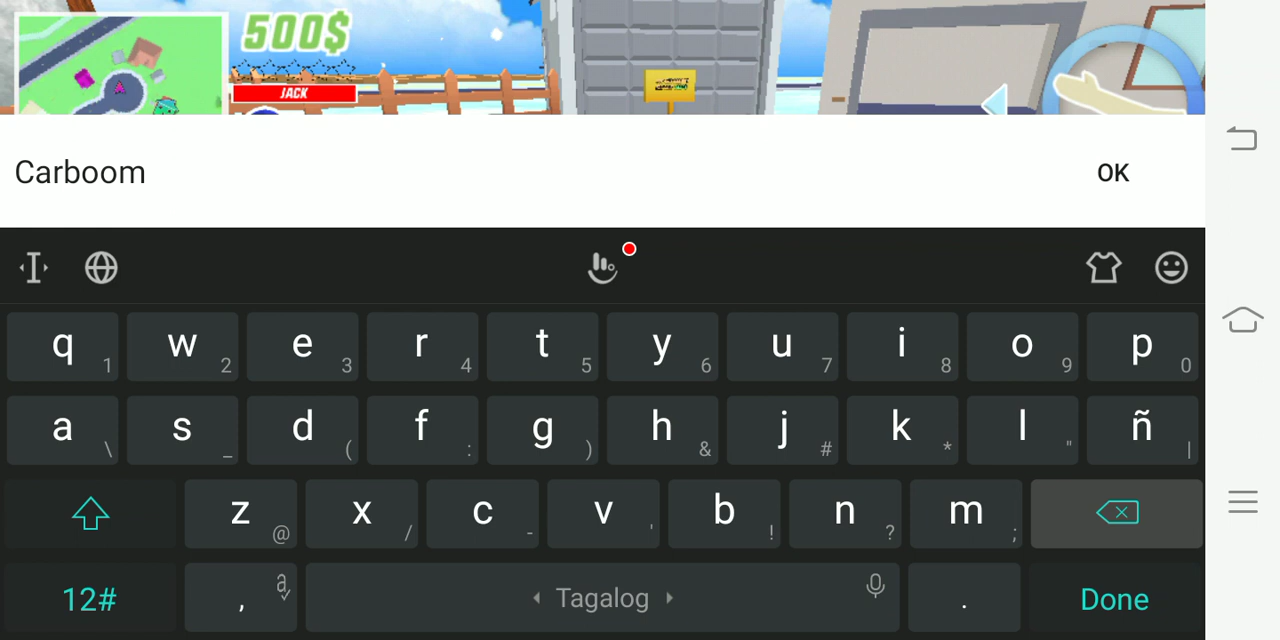 500$
JACK
Carboom
OK
q 1 w 2 e 3 r 4 t 5 y 6 u 7 i 8 o 9 p 0
a \ s _ d ( f : g ) h & j # k * l " ñ |
z @ x / c - v ' b ! n ? m ;
12# , a Tagalog . Done